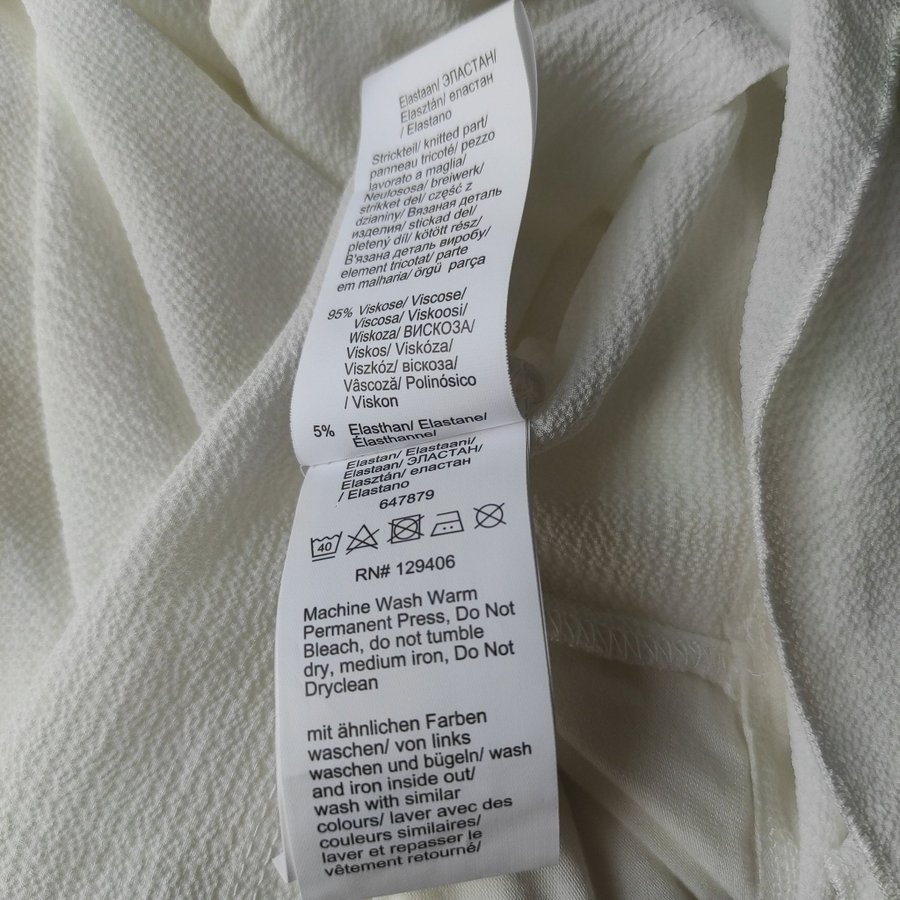 Elastaan/ ЭЛАСТАН/
Elasztán/ еластан
/ Elastano
Strickteil/ knitted part/
panneau tricoté/ pezzo
lavorato a maglia/
Neulososa/ breiwerk/
strikket del/ część z
dzianiny/ Вязаная деталь
изделия/ stickad del/
pletený díl/ kötött rész/
В'язана деталь виробу/
element tricotat/ parte
em malharia/ örgü parça
95% Viskose/ Viscose/
Viscosa/ Viskoosi/
Wiskoza/ ВИСКОЗА/
Viskos/ Viskóza/
Viszkóz/ віскоза/
Vâscoză/ Polinósico
/ Viskon
5% Elasthan/ Elastane/
Élasthanne/
Elastan/ Elastaani/
Elastaan/ ЭЛАСТАН/
Elasztán/ еластан
/ Elastano
647879
40
RN# 129406
Machine Wash Warm
Permanent Press, Do Not
Bleach, do not tumble
dry, medium iron, Do Not
Dryclean
mit ähnlichen Farben
waschen/ von links
waschen und bügeln/ wash
and iron inside out/
wash with similar
colours/ laver avec des
couleurs similaires/
laver et repasser le
vêtement retourné/